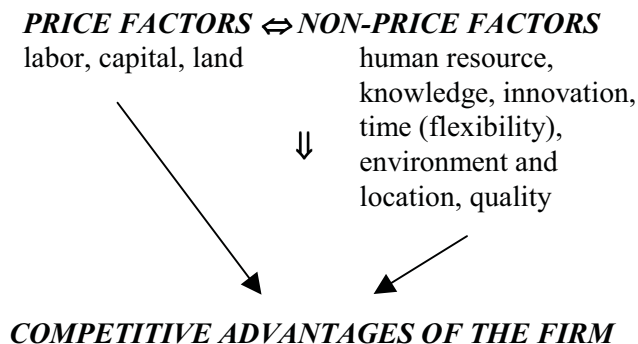 PRICE FACTORS ⇔ NON-PRICE FACTORS
labor, capital, land
human resource,
knowledge, innovation,
time (flexibility),
environment and
location, quality
⇓
COMPETITIVE ADVANTAGES OF THE FIRM